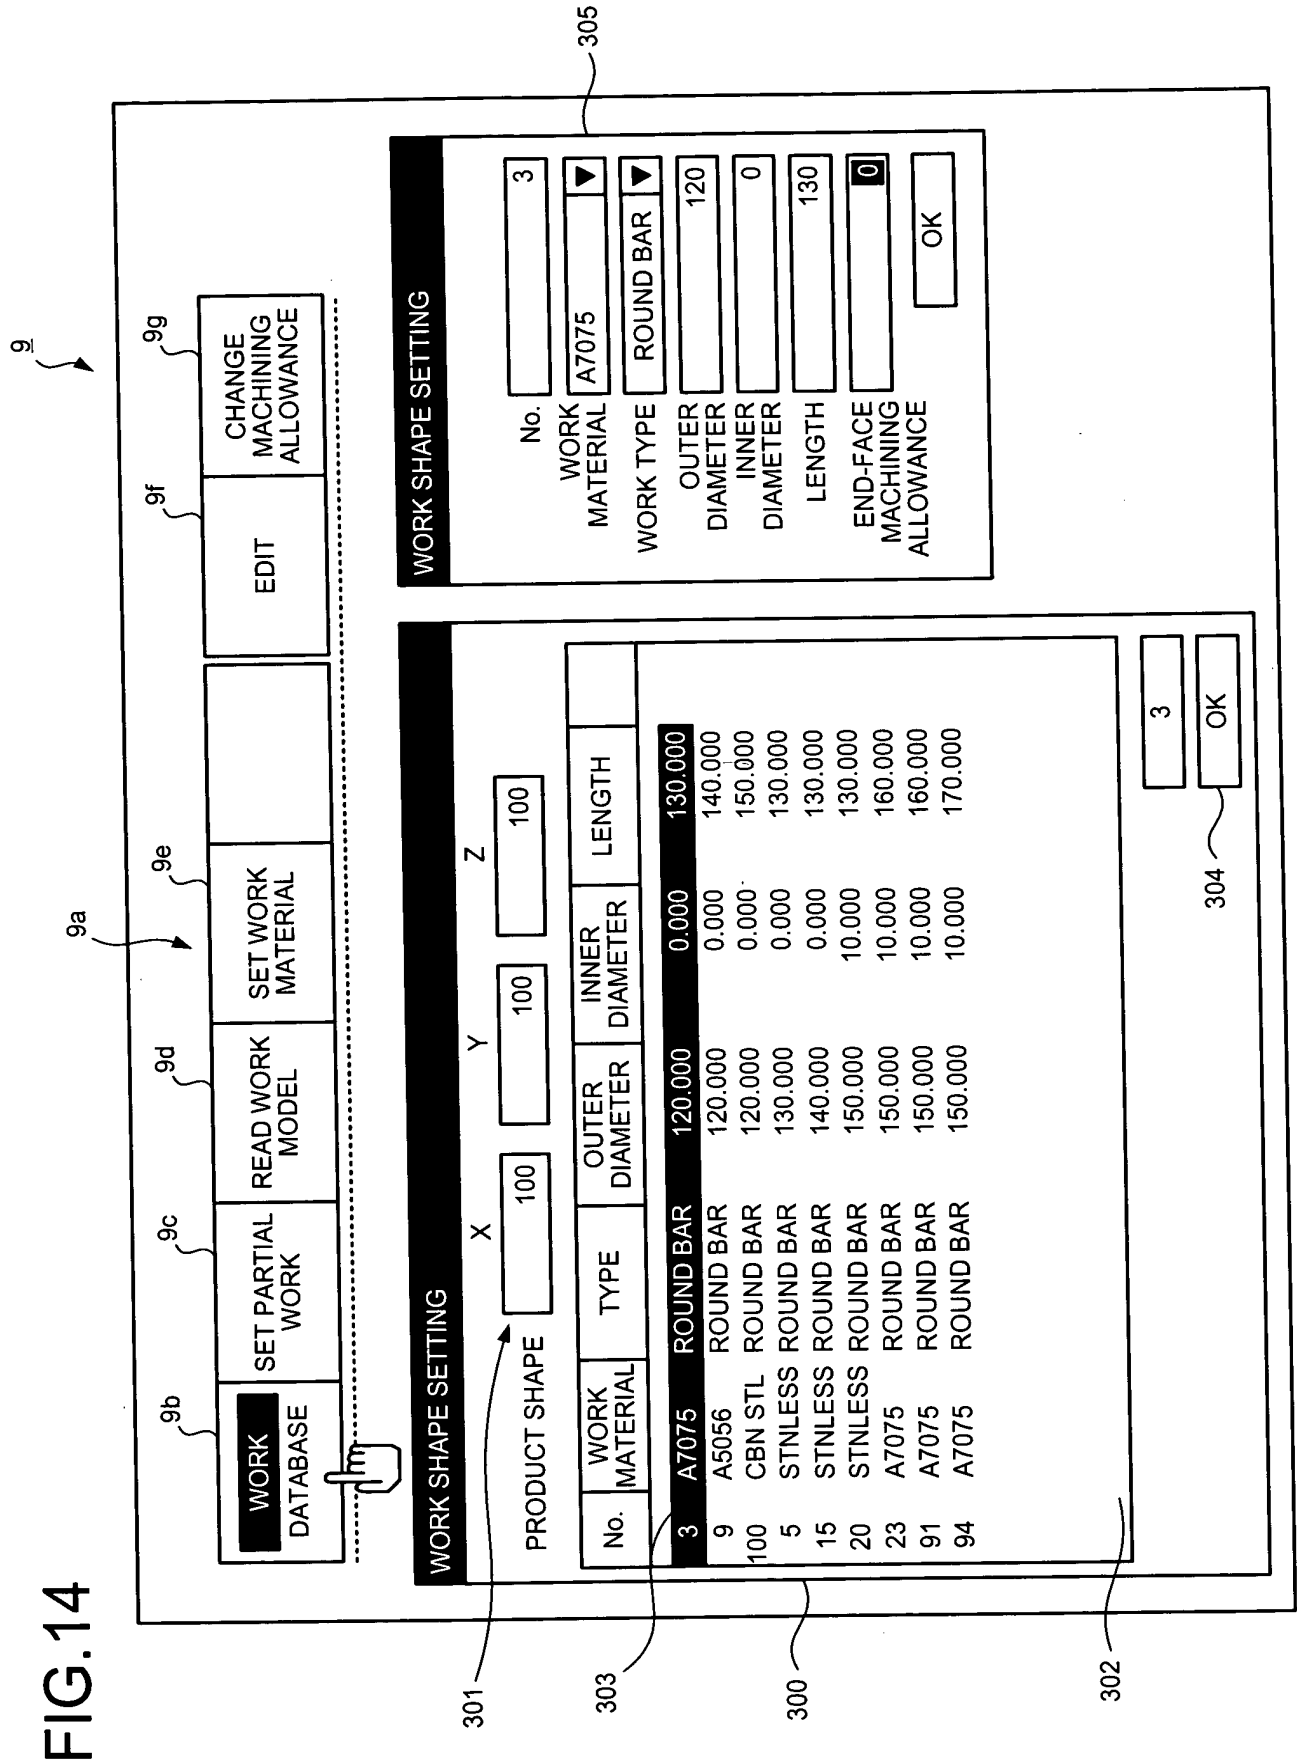 FIG.14
9
9a
9b
9c
9d
9e
9f
9g
WORK
DATABASE
SET PARTIAL
WORK
READ WORK
MODEL
SET WORK
MATERIAL
EDIT
CHANGE
MACHINING
ALLOWANCE
WORK SHAPE SETTING
X Y Z
PRODUCT SHAPE 100 100 100
No. WORK MATERIAL TYPE OUTER DIAMETER INNER DIAMETER LENGTH
3 A7075 ROUND BAR 120.000 0.000 130.000
9 A5056 ROUND BAR 120.000 0.000 140.000
100 CBN STL ROUND BAR 120.000 0.000 150.000
5 STNLESS ROUND BAR 130.000 0.000 130.000
15 STNLESS ROUND BAR 140.000 0.000 130.000
20 STNLESS ROUND BAR 150.000 10.000 130.000
23 A7075 ROUND BAR 150.000 10.000 160.000
91 A7075 ROUND BAR 150.000 10.000 160.000
94 A7075 ROUND BAR 150.000 10.000 170.000
3
OK
301
303
300
302
304
WORK SHAPE SETTING
No. 3
WORK
MATERIAL A7075 ▼
WORK TYPE ROUND BAR ▼
OUTER
DIAMETER 120
INNER
DIAMETER 0
LENGTH 130
END-FACE 0
MACHINING
ALLOWANCE
OK
305